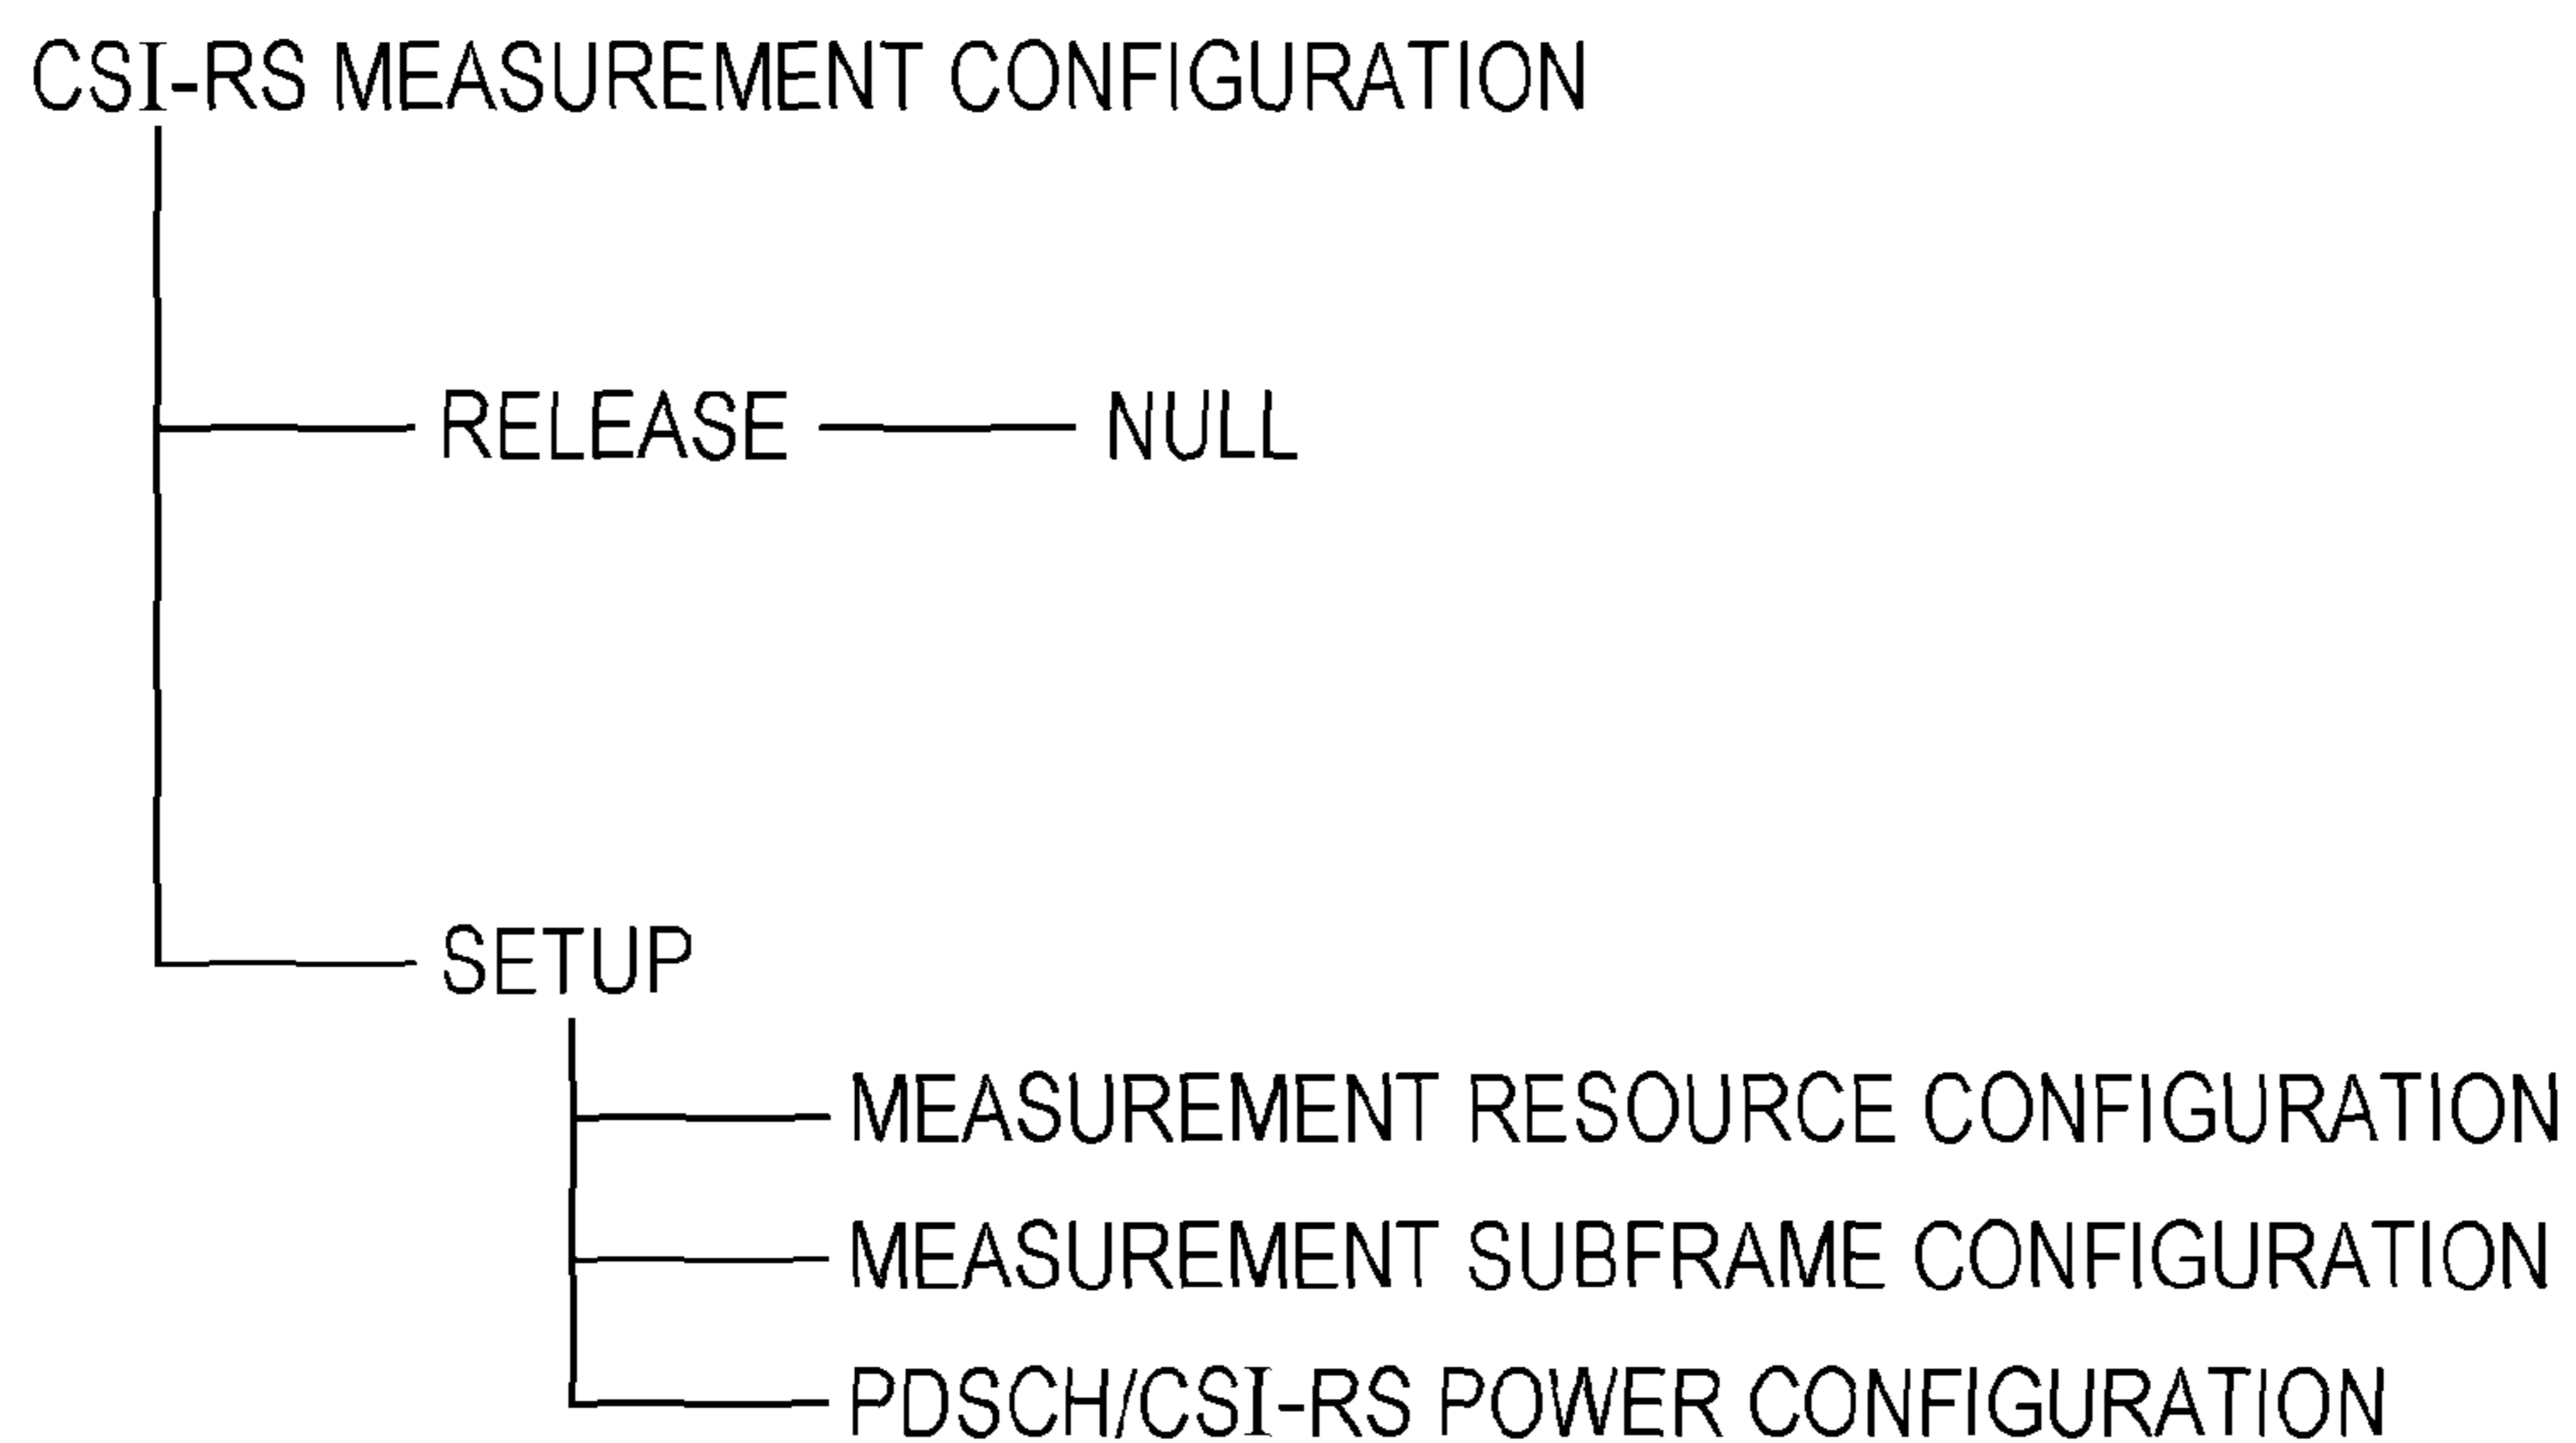 CSI-RS MEASUREMENT CONFIGURATION
RELEASE NULL
SETUP
MEASUREMENT RESOURCE CONFIGURATION
MEASUREMENT SUBFRAME CONFIGURATION
PDSCH/CSI-RS POWER CONFIGURATION